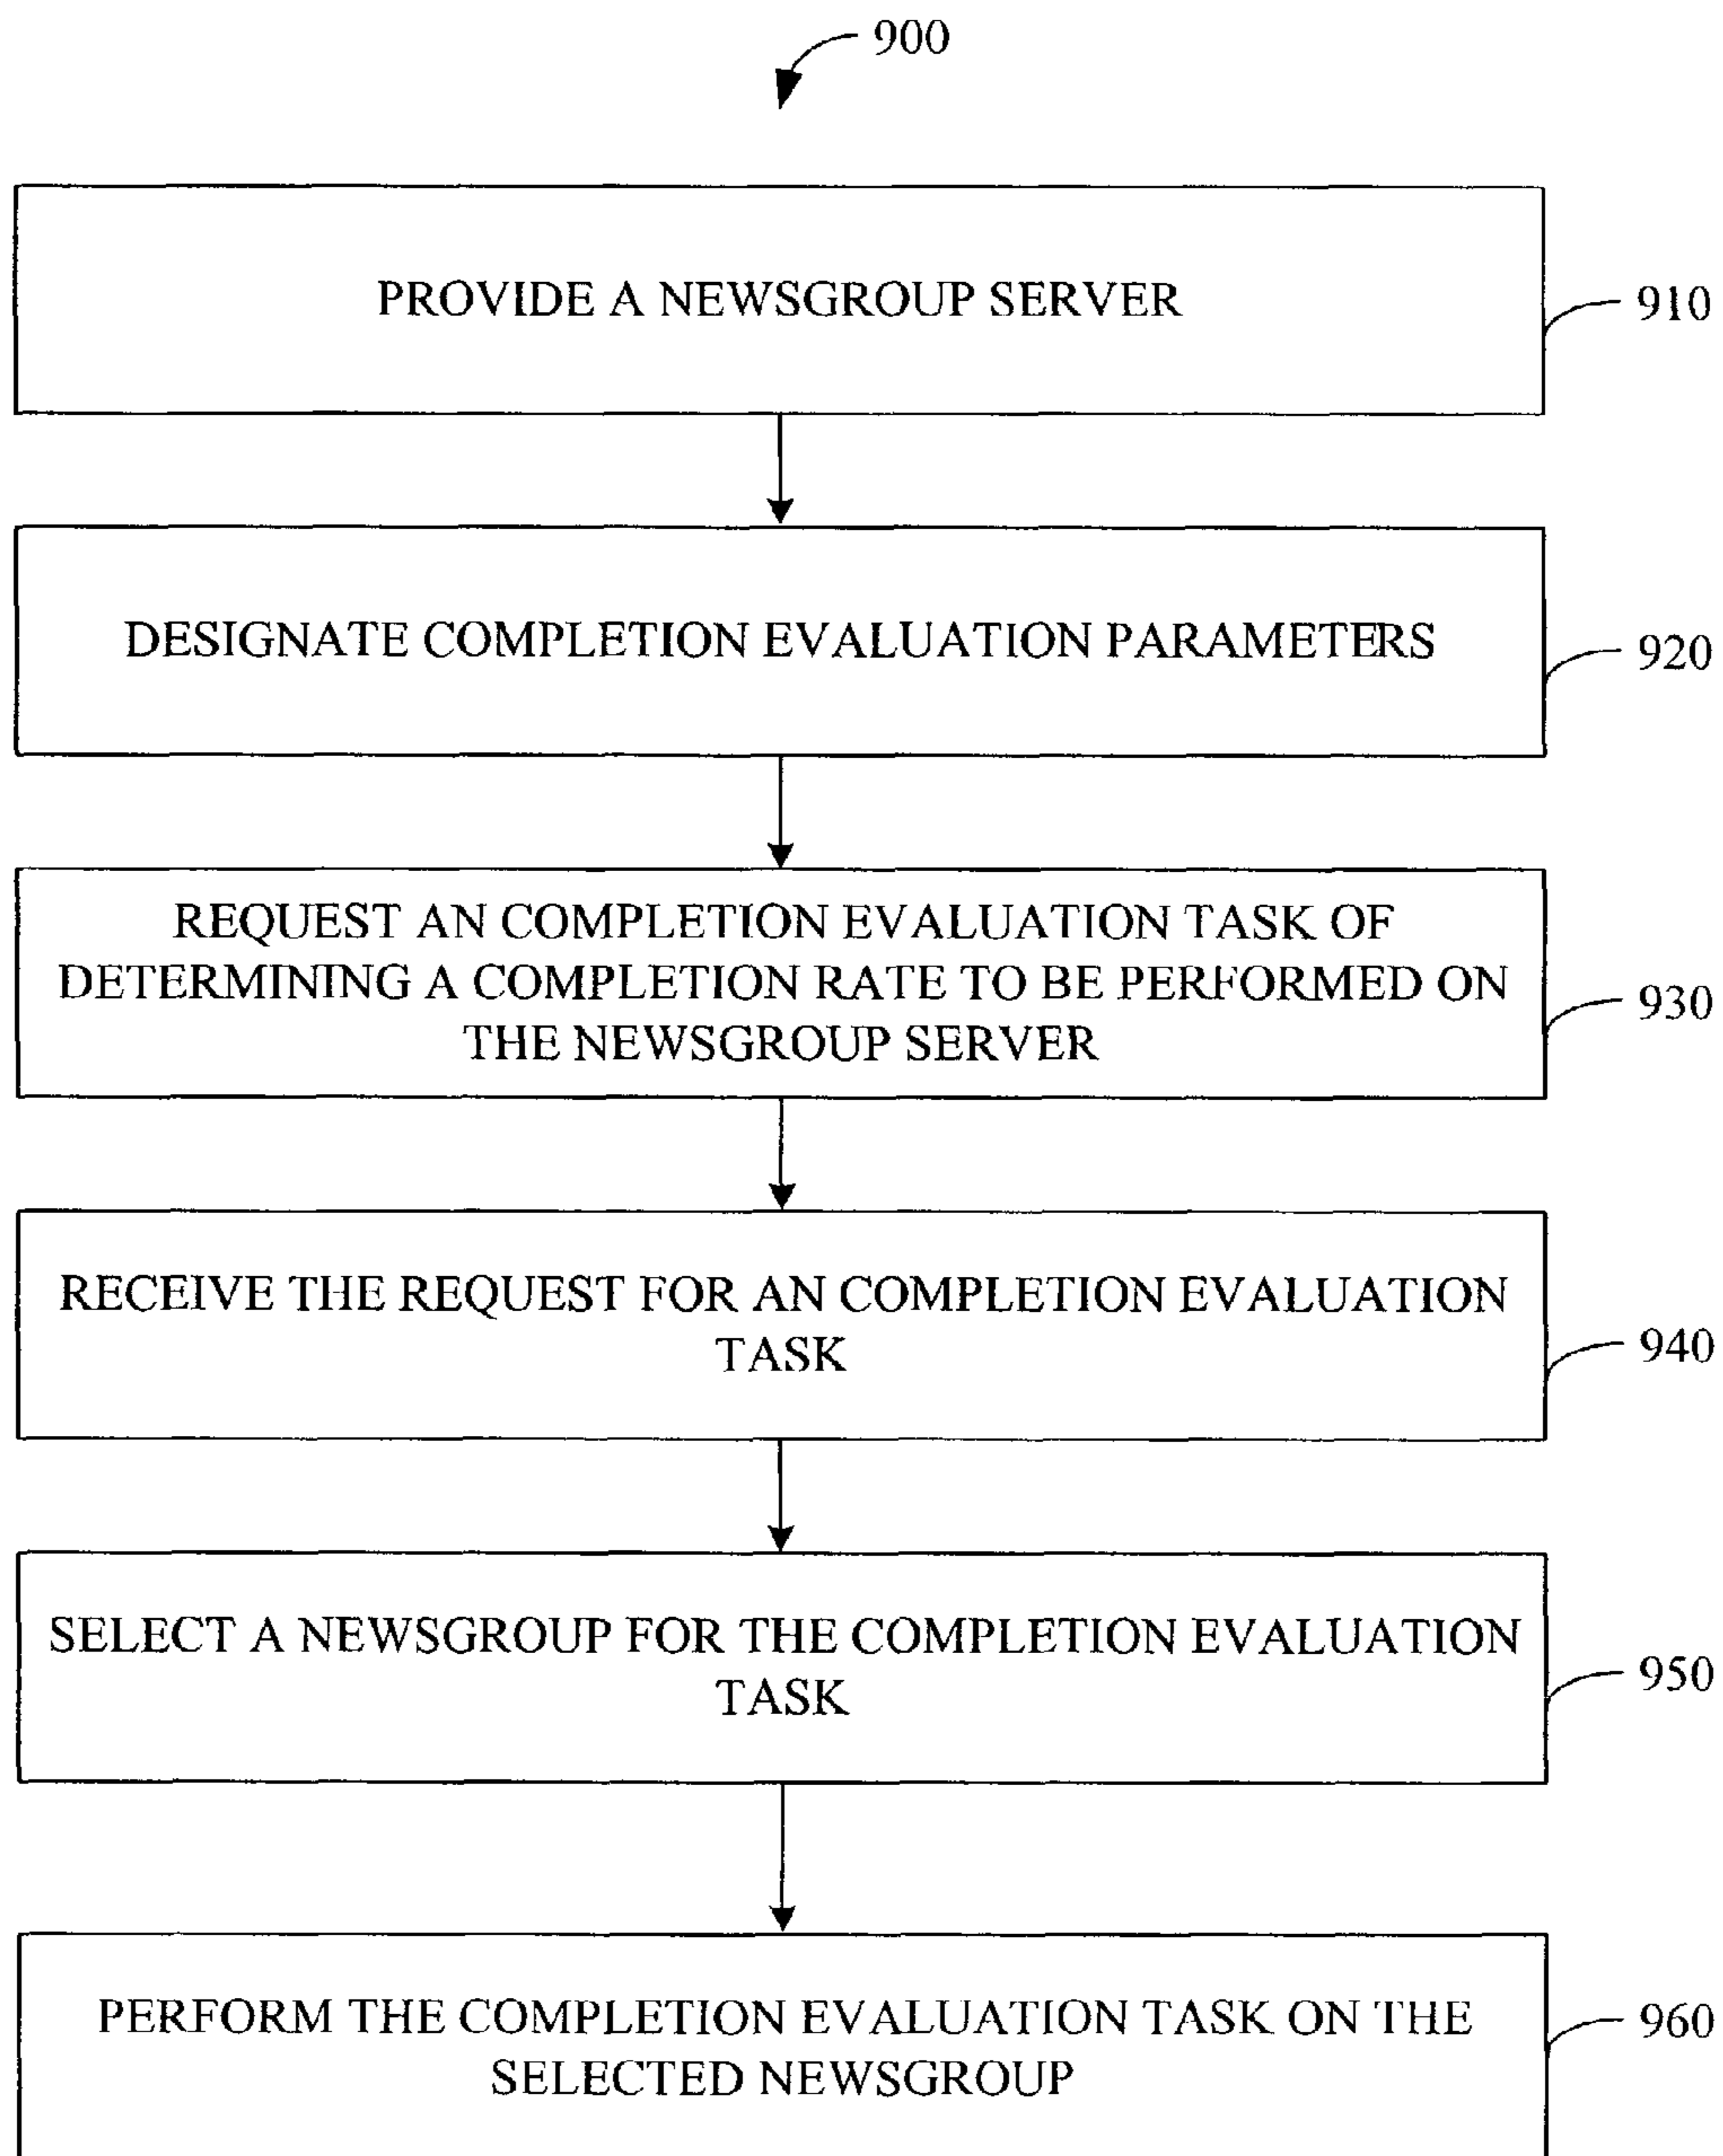 900
PROVIDE A NEWSGROUP SERVER
910
DESIGNATE COMPLETION EVALUATION PARAMETERS
920
REQUEST AN COMPLETION EVALUATION TASK OF
DETERMINING A COMPLETION RATE TO BE PERFORMED ON
THE NEWSGROUP SERVER
930
RECEIVE THE REQUEST FOR AN COMPLETION EVALUATION
TASK
940
SELECT A NEWSGROUP FOR THE COMPLETION EVALUATION
TASK
950
PERFORM THE COMPLETION EVALUATION TASK ON THE
SELECTED NEWSGROUP
960